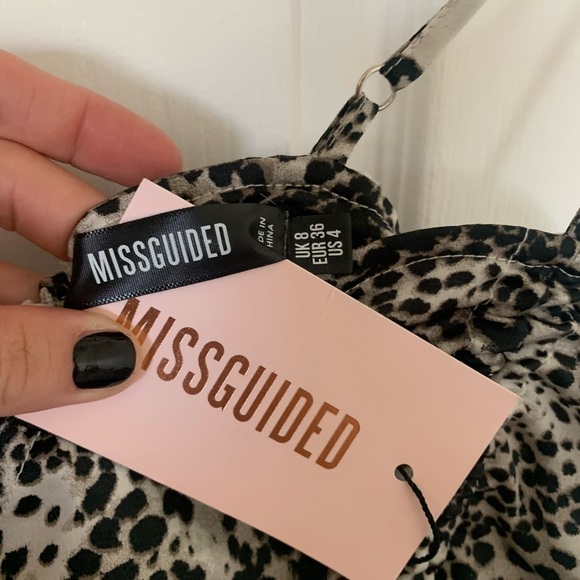 MISSGUIDED
DE IN
HINA
UK 8
EUR 36
US 4
MISSGUIDED